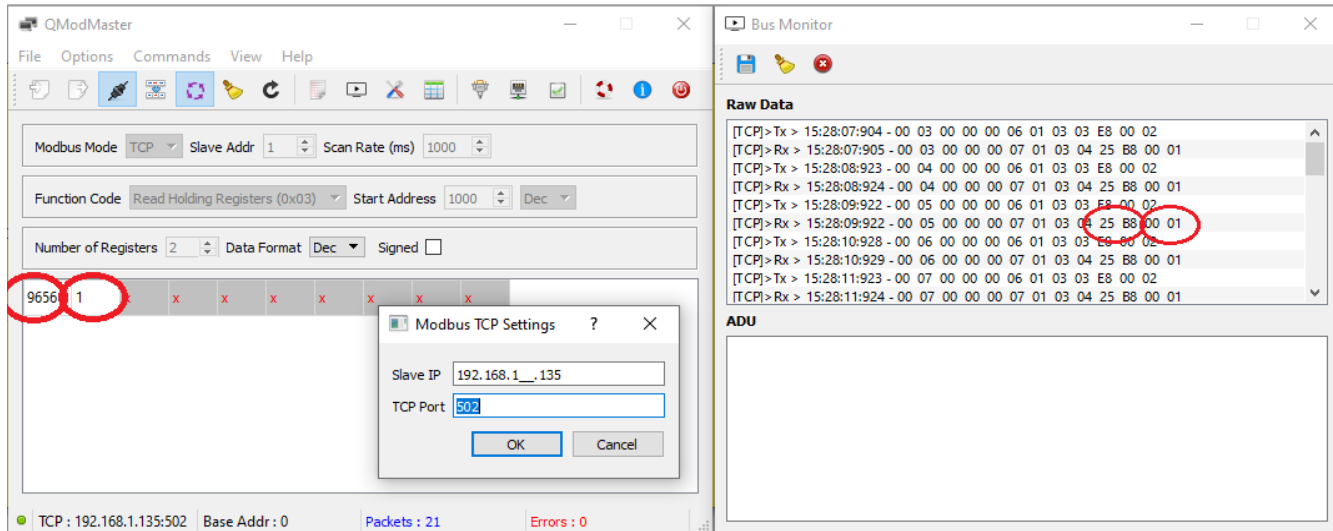 QModMaster
File Options Commands View Help
Modbus Mode TCP Slave Addr 1 Scan Rate (ms) 1000
Function Code Read Holding Registers (0x03) Start Address 1000 Dec
Number of Registers 2 Data Format Dec Signed
9656 1 x x x x x x x x
Modbus TCP Settings ?
Slave IP 192.168.1__.135
TCP Port 502
OK Cancel
TCP : 192.168.1.135:502 Base Addr : 0 Packets : 21 Errors : 0
Bus Monitor
Raw Data
[TCP]>Tx > 15:28:07:904 - 00 03 00 00 00 06 01 03 03 E8 00 02
[TCP]>Rx > 15:28:07:905 - 00 03 00 00 00 07 01 03 04 25 B8 00 01
[TCP]>Tx > 15:28:08:923 - 00 04 00 00 00 06 01 03 03 E8 00 02
[TCP]>Rx > 15:28:08:924 - 00 04 00 00 00 07 01 03 04 25 B8 00 01
[TCP]>Tx > 15:28:09:922 - 00 05 00 00 00 06 01 03 03 E8 00 02
[TCP]>Rx > 15:28:09:922 - 00 05 00 00 00 07 01 03 04 25 B8 00 01
[TCP]>Tx > 15:28:10:928 - 00 06 00 00 00 06 01 03 03 E8 00 02
[TCP]>Rx > 15:28:10:929 - 00 06 00 00 00 07 01 03 04 25 B8 00 01
[TCP]>Tx > 15:28:11:923 - 00 07 00 00 00 06 01 03 03 E8 00 02
[TCP]>Rx > 15:28:11:924 - 00 07 00 00 00 07 01 03 04 25 B8 00 01
ADU